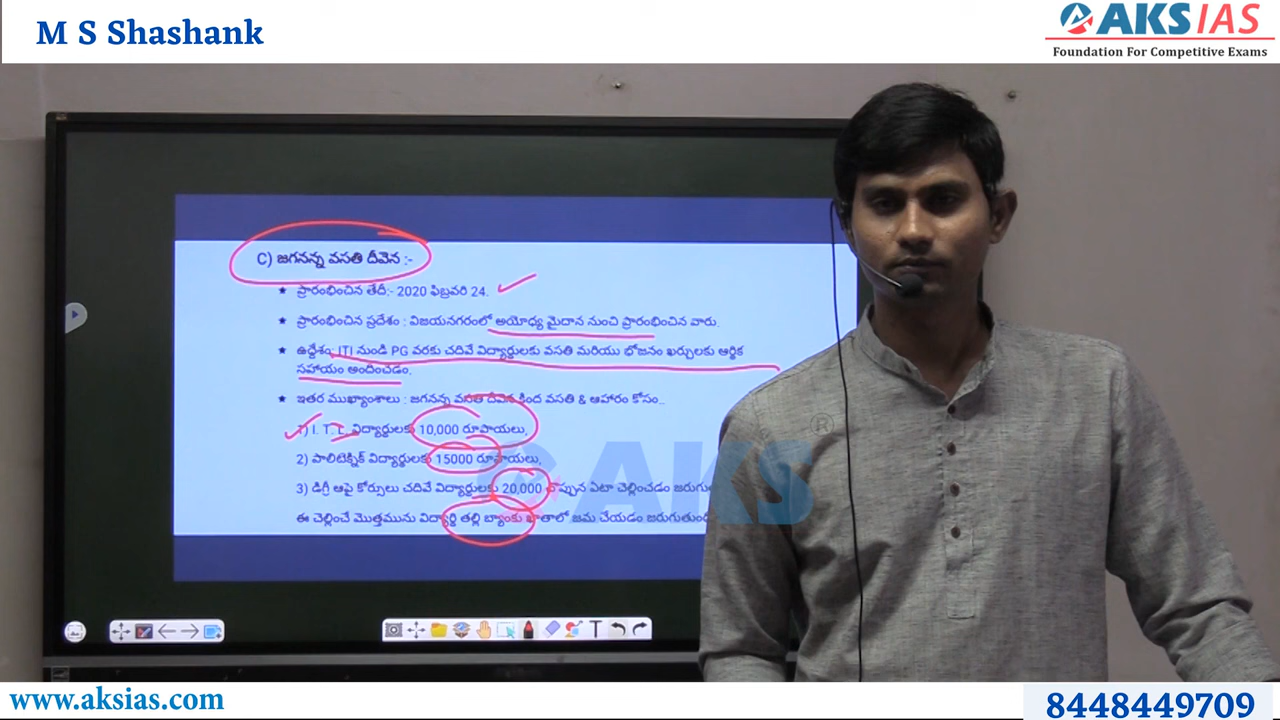 M S Shashank
AKS IAS
Foundation For Competitive Exams
C) జగనన్న వసతి దీవెన :-
★ ప్రారంభించిన తేదీ:- 2020 ఫిబ్రవరి 24.
★ ప్రారంభించిన ప్రదేశం : విజయనగరంలో అయోధ్య మైదాన నుంచి ప్రారంభించిన వారు.
★ ఉద్దేశం: ITI నుండి PG వరకు చదివే విద్యార్థులకు వసతి మరియు భోజనం ఖర్చులకు ఆర్థిక
సహాయం అందించడం.
★ ఇతర ముఖ్యాంశాలు : జగనన్న వసతి దీవెన కింద వసతి & ఆహారం కోసం..
1) I. T. I. విద్యార్థులకు 10,000 రూపాయలు,
2) పాలిటెక్నిక్ విద్యార్థులకు 15000 రూపాయలు,
3) డిగ్రీ ఆపై కోర్సులు చదివే విద్యార్థులకు 20,000 చొప్పున ఏటా చెల్లించడం
ఈ చెల్లించే మొత్తమును విద్యార్థి తల్లి బ్యాంకు ఖాతాలో జమ చేయడం
AKS
®
www.aksias.com
8448449709